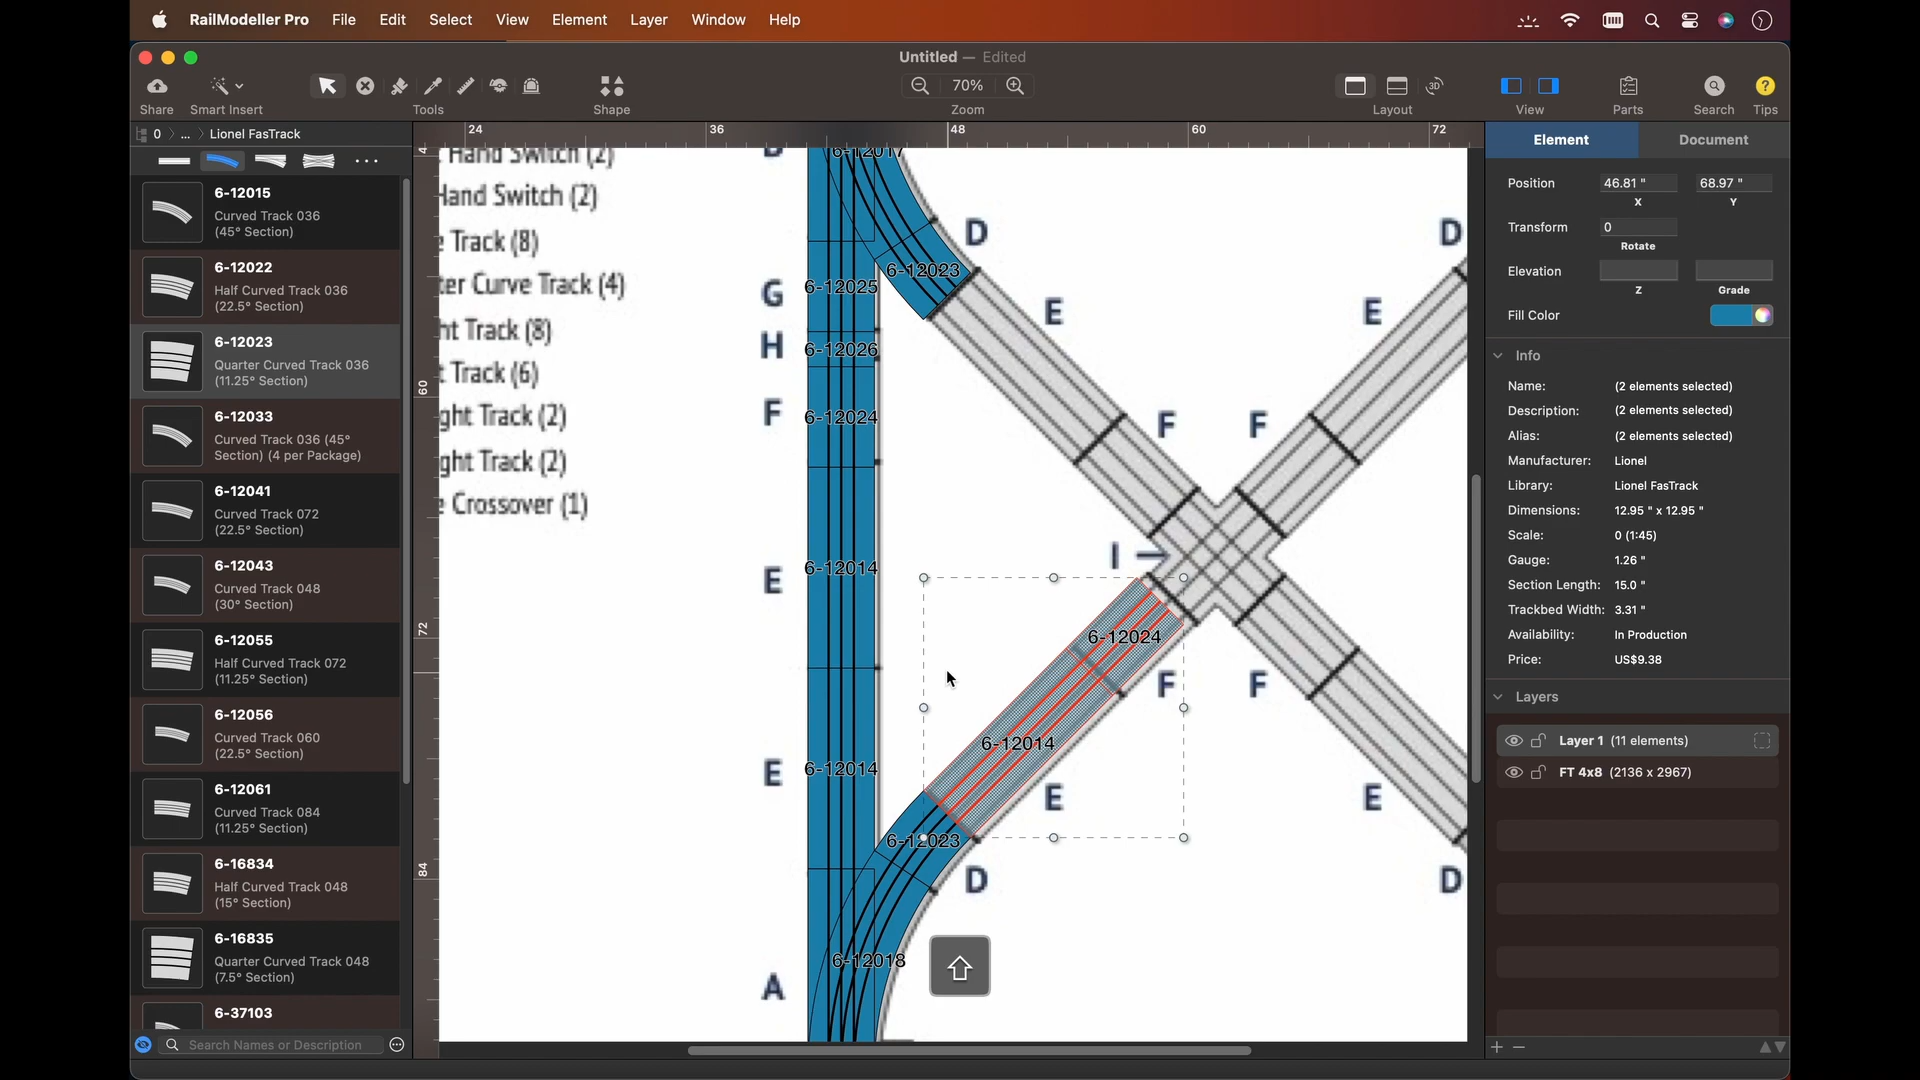 RailModeller Pro File Edit Select View Element Layer Window Help
Untitled — Edited
70%
Share Smart Insert Tools Shape Zoom Layout View Parts Search Tips
0 ... Lionel FasTrack
24 36 48 60 72
6-12015
Curved Track 036
(45° Section)
6-12022
Half Curved Track 036
(22.5° Section)
6-12023
Quarter Curved Track 036
(11.25° Section)
6-12033
Curved Track 036 (45°
Section) (4 per Package)
6-12041
Curved Track 072
(22.5° Section)
6-12043
Curved Track 048
(30° Section)
6-12055
Half Curved Track 072
(11.25° Section)
6-12056
Curved Track 060
(22.5° Section)
6-12061
Curved Track 084
(11.25° Section)
6-16834
Half Curved Track 048
(15° Section)
6-16835
Quarter Curved Track 048
(7.5° Section)
6-37103
Search Names or Description
4
60
72
84
Hand Switch (2)
Hand Switch (2)
e Track (8)
ter Curve Track (4)
ht Track (8)
t Track (6)
ght Track (2)
ght Track (2)
e Crossover (1)
6-12017
D
D
6-12023
G
6-12025
E
E
H
6-12026
F
6-12024
F
F
I
E
6-12014
6-12024
F
F
6-12014
E
6-12014
E
E
6-12023
D
D
A
6-12018
Element Document
Position 46.81 " 68.97 "
X Y
Transform 0
Rotate
Elevation
Z Grade
Fill Color
Info
Name: (2 elements selected)
Description: (2 elements selected)
Alias: (2 elements selected)
Manufacturer: Lionel
Library: Lionel FasTrack
Dimensions: 12.95 " x 12.95 "
Scale: 0 (1:45)
Gauge: 1.26 "
Section Length: 15.0 "
Trackbed Width: 3.31 "
Availability: In Production
Price: US$9.38
Layers
Layer 1 (11 elements)
FT 4x8 (2136 x 2967)